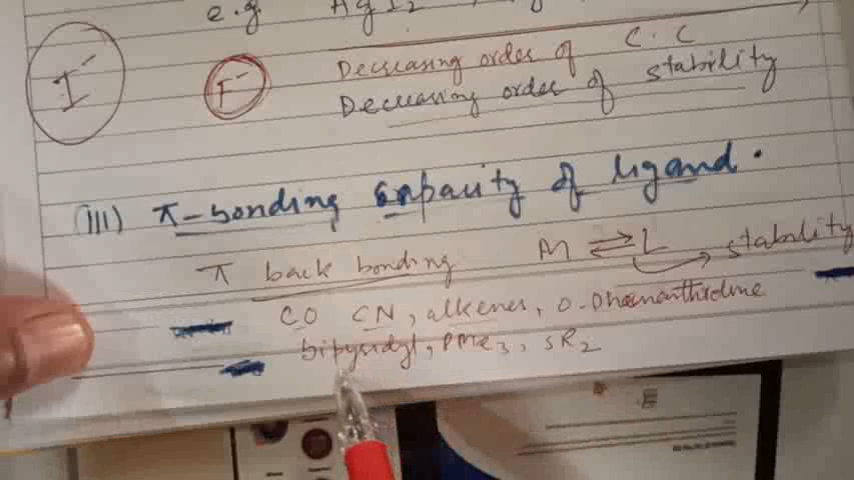 e.g. AgI2
Decreasing order of C.C
I⁻ F⁻ Decreasing order of stability
(iii) π-bonding capacity of ligand.
π back bonding M ⇌ L → stability
CO CN, alkenes, O-Phenanthroline
bipyridyl, PMe3, SR2